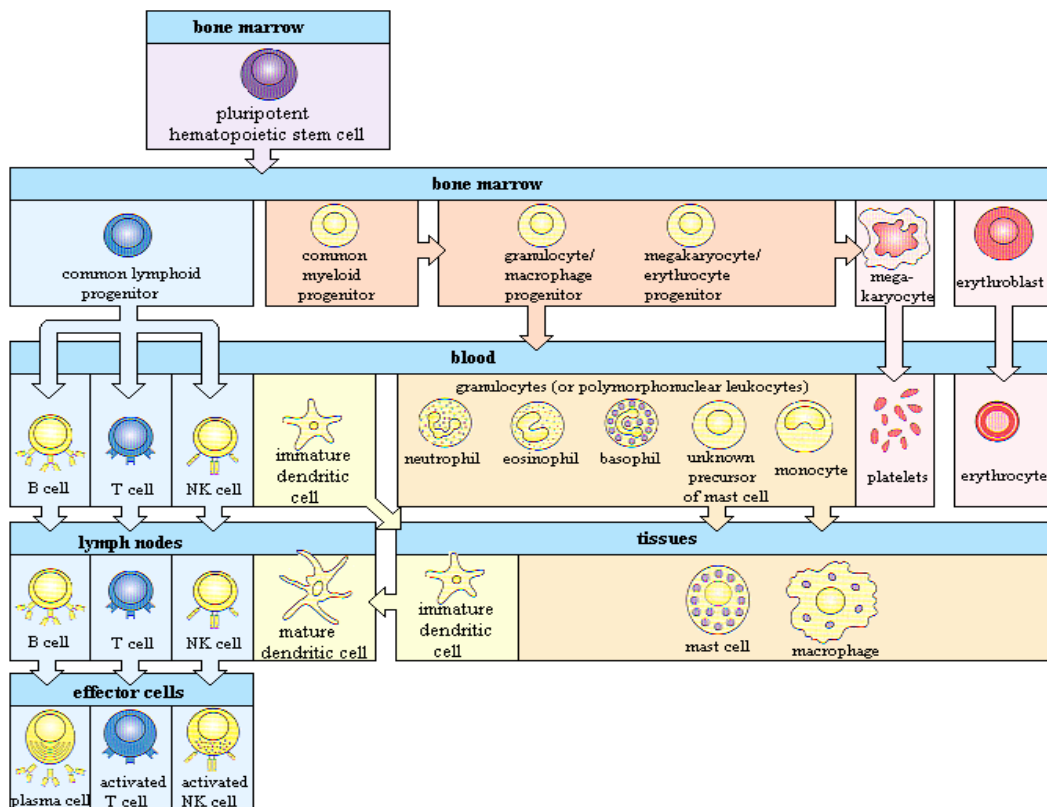 bone marrow
pluripotent
hematopoietic stem cell
bone marrow
common lymphoid
progenitor
common
myeloid
progenitor
granulocyte/
macrophage
progenitor
megakaryocyte/
erythrocyte
progenitor
mega-
karyocyte
erythroblast
blood
B cell
T cell
NK cell
immature
dendritic
cell
granulocytes (or polymorphonuclear leukocytes)
neutrophil
eosinophil
basophil
unknown
precursor
of mast cell
monocyte
platelets
erythrocyte
lymph nodes
B cell
T cell
NK cell
mature
dendritic cell
tissues
immature
dendritic
cell
mast cell
macrophage
effector cells
plasma cell
activated
T cell
activated
NK cell